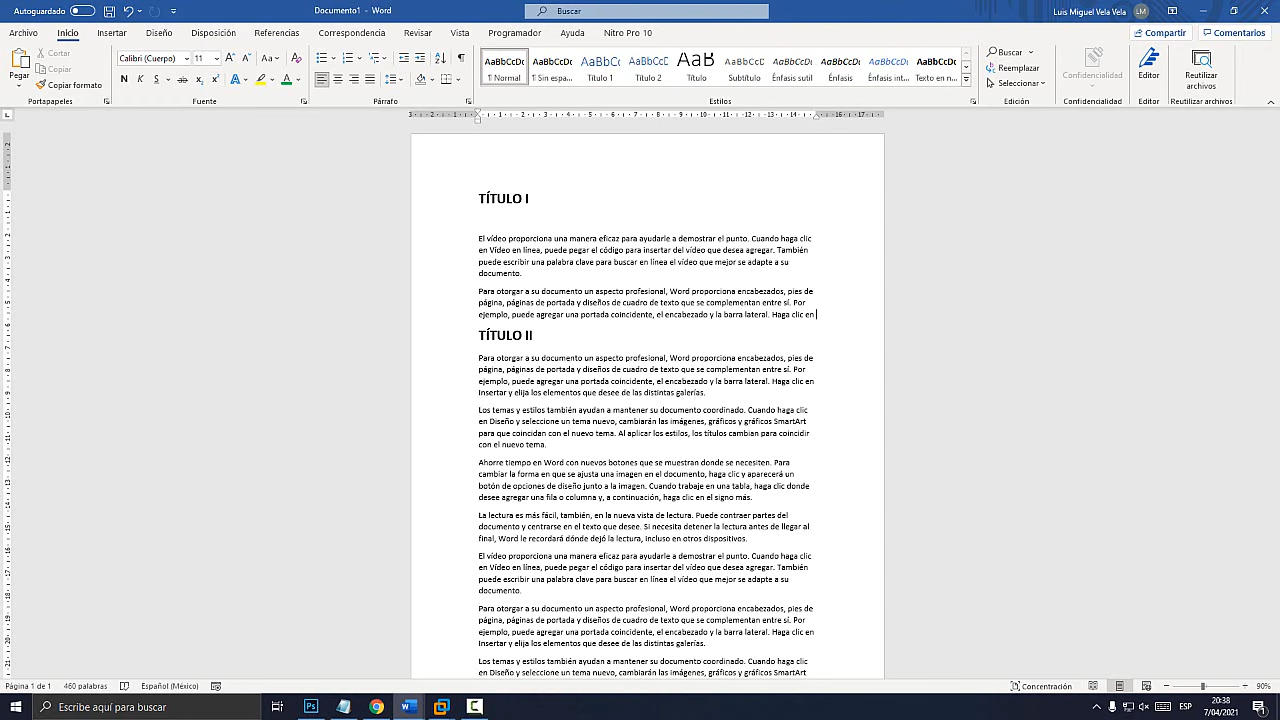 Autoguardado
Documento1 - Word
Buscar
Luis Miguel Vela Vela
LM
Archivo Inicio Insertar Diseño Disposición Referencias Correspondencia Revisar Vista Programador Ayuda Nitro Pro 10
Compartir
Comentarios
Pegar
Cortar
Copiar
Copiar formato
Portapapeles
Calibri (Cuerpo) 11
N K S
Fuente
Párrafo
AaBbCcDc AaBbCcDc AaBbCc AaBbCcD AaB AaBbCcD AaBbCcDc AaBbCcDc AaBbCcDc AaBbCcDc
¶ Normal ¶ Sin espa... Título 1 Título 2 Título Subtítulo Énfasis sutil Énfasis Énfasis int... Texto en n...
Estilos
Buscar
Reemplazar
Seleccionar
Edición
Confidencialidad
Confidencialidad
Editor
Editor
Reutilizar
archivos
Reutilizar archivos
TÍTULO I
El vídeo proporciona una manera eficaz para ayudarle a demostrar el punto. Cuando haga clic
en Vídeo en línea, puede pegar el código para insertar del vídeo que desea agregar. También
puede escribir una palabra clave para buscar en línea el vídeo que mejor se adapte a su
documento.
Para otorgar a su documento un aspecto profesional, Word proporciona encabezados, pies de
página, páginas de portada y diseños de cuadro de texto que se complementan entre sí. Por
ejemplo, puede agregar una portada coincidente, el encabezado y la barra lateral. Haga clic en
TÍTULO II
Para otorgar a su documento un aspecto profesional, Word proporciona encabezados, pies de
página, páginas de portada y diseños de cuadro de texto que se complementan entre sí. Por
ejemplo, puede agregar una portada coincidente, el encabezado y la barra lateral. Haga clic en
Insertar y elija los elementos que desee de las distintas galerías.
Los temas y estilos también ayudan a mantener su documento coordinado. Cuando haga clic
en Diseño y seleccione un tema nuevo, cambiarán las imágenes, gráficos y gráficos SmartArt
para que coincidan con el nuevo tema. Al aplicar los estilos, los títulos cambian para coincidir
con el nuevo tema.
Ahorre tiempo en Word con nuevos botones que se muestran donde se necesiten. Para
cambiar la forma en que se ajusta una imagen en el documento, haga clic y aparecerá un
botón de opciones de diseño junto a la imagen. Cuando trabaje en una tabla, haga clic donde
desee agregar una fila o columna y, a continuación, haga clic en el signo más.
La lectura es más fácil, también, en la nueva vista de lectura. Puede contraer partes del
documento y centrarse en el texto que desee. Si necesita detener la lectura antes de llegar al
final, Word le recordará dónde dejó la lectura, incluso en otros dispositivos.
El vídeo proporciona una manera eficaz para ayudarle a demostrar el punto. Cuando haga clic
en Vídeo en línea, puede pegar el código para insertar del vídeo que desea agregar. También
puede escribir una palabra clave para buscar en línea el vídeo que mejor se adapte a su
documento.
Para otorgar a su documento un aspecto profesional, Word proporciona encabezados, pies de
página, páginas de portada y diseños de cuadro de texto que se complementan entre sí. Por
ejemplo, puede agregar una portada coincidente, el encabezado y la barra lateral. Haga clic en
Insertar y elija los elementos que desee de las distintas galerías.
Los temas y estilos también ayudan a mantener su documento coordinado. Cuando haga clic
en Diseño y seleccione un tema nuevo, cambiarán las imágenes, gráficos y gráficos SmartArt
Página 1 de 1 460 palabras Español (México)
Concentración
90%
Escribe aquí para buscar
ESP
20:38
7/04/2021